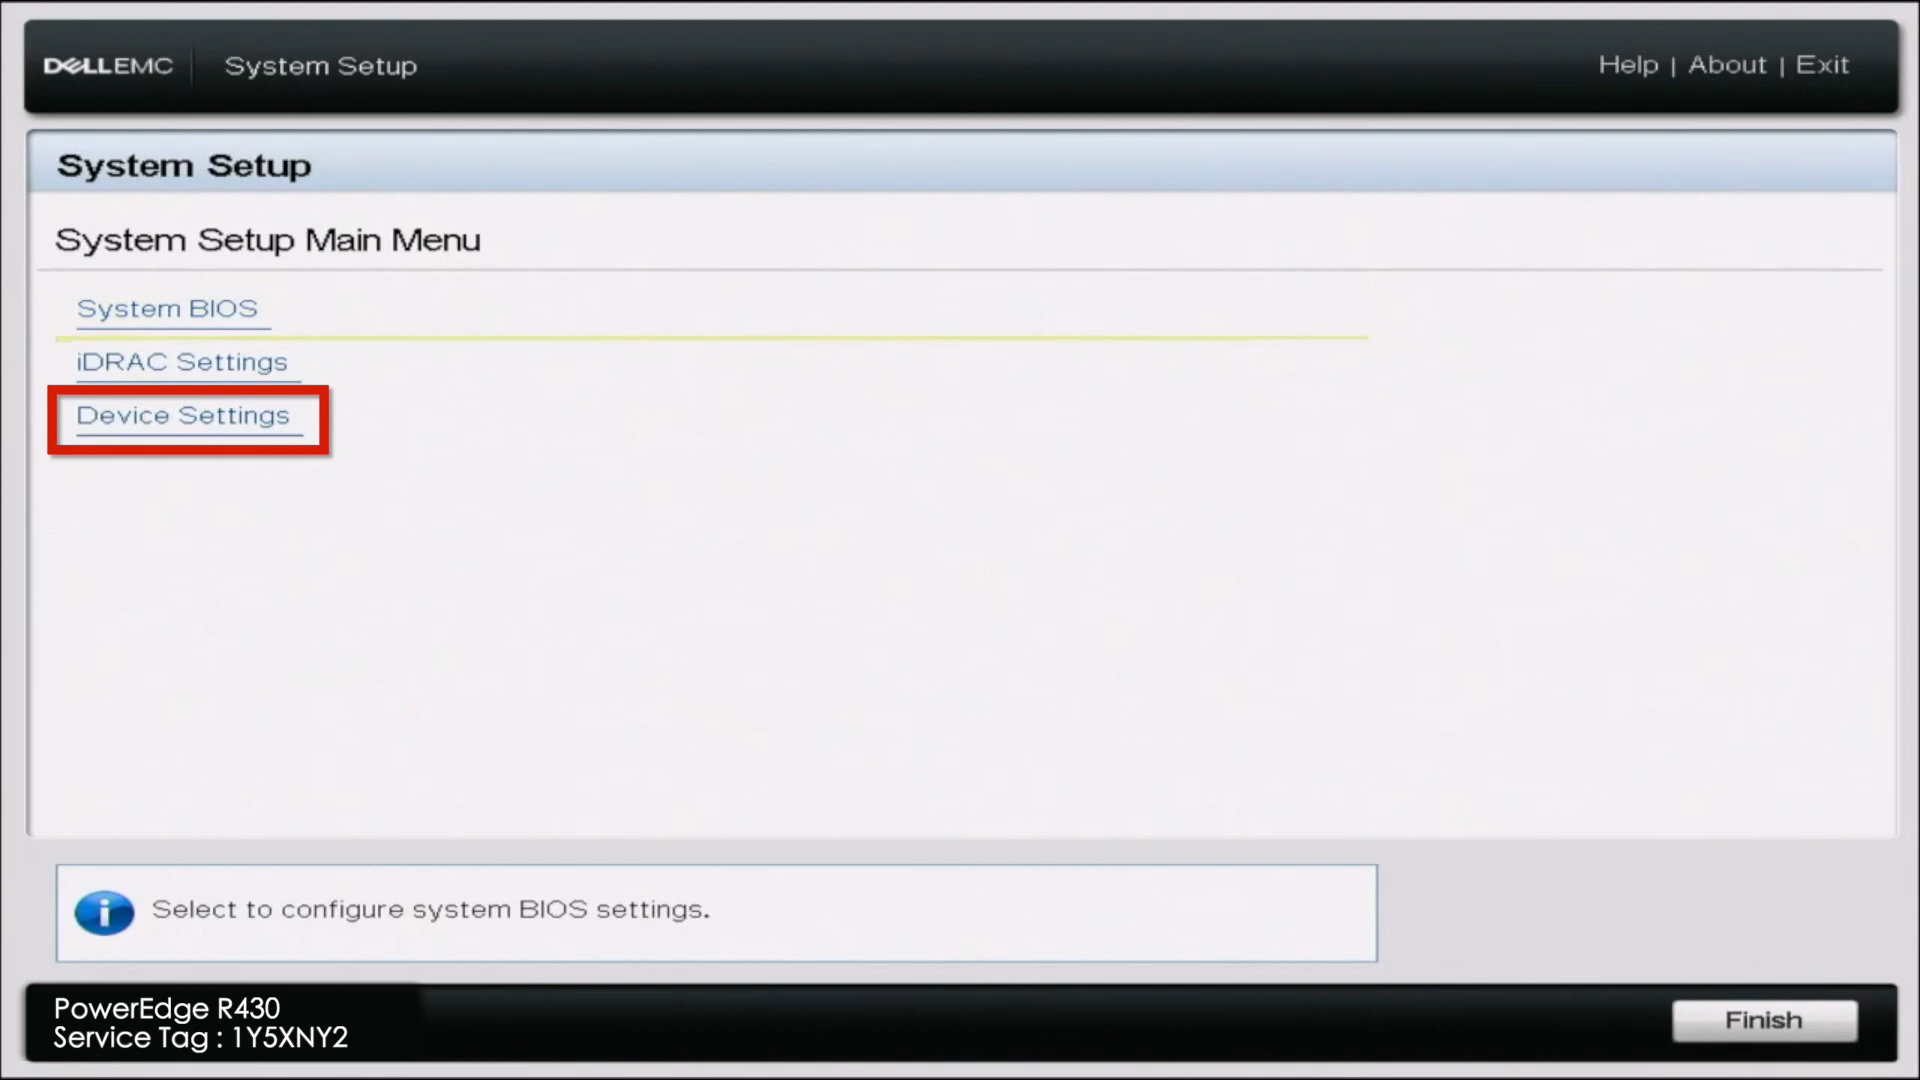 DELLEMC System Setup Help | About | Exit
System Setup
System Setup Main Menu
System BIOS
iDRAC Settings
Device Settings
Select to configure system BIOS settings.
PowerEdge R430
Service Tag : 1Y5XNY2
Finish